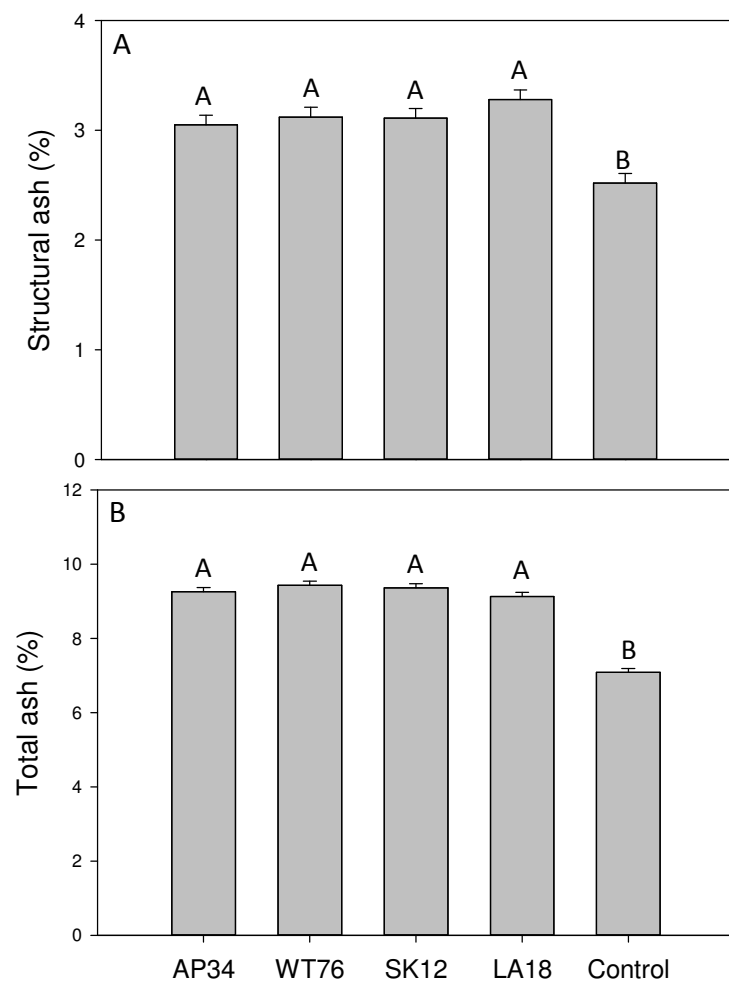 A
Structural ash (%)
4
3
2
1
0
A
A
A
A
B
B
Total ash (%)
12
10
8
6
4
2
0
A
A
A
A
B
AP34 WT76 SK12 LA18 Control